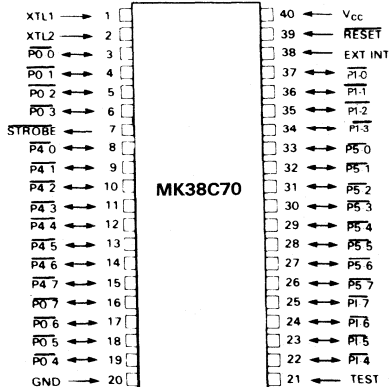 XTL1 1 40 VCC
XTL2 2 39 RESET
P0 0 3 38 EXT INT
P0 1 4 37 P1-0
P0 2 5 36 P1-1
P0 3 6 35 P1-2
STROBE 7 34 P1-3
P4 0 8 33 P5 0
P4 1 9 32 P5 1
P4 2 10 31 P5 2
MK38C70
P4 3 11 30 P5 3
P4 4 12 29 P5 4
P4 5 13 28 P5 5
P4 6 14 27 P5 6
P4 7 15 26 P5 7
P0 7 16 25 P1 7
P0 6 17 24 P1 6
P0 5 18 23 P1 5
P0 4 19 22 P1 4
GND 20 21 TEST